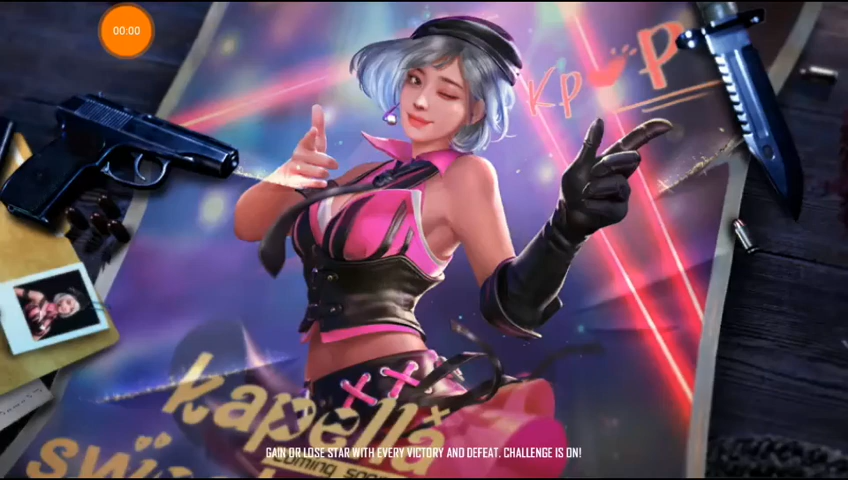 00:00
KPOP
kapella
coming soon
GAIN OR LOSE STAR WITH EVERY VICTORY AND DEFEAT. CHALLENGE IS ON!